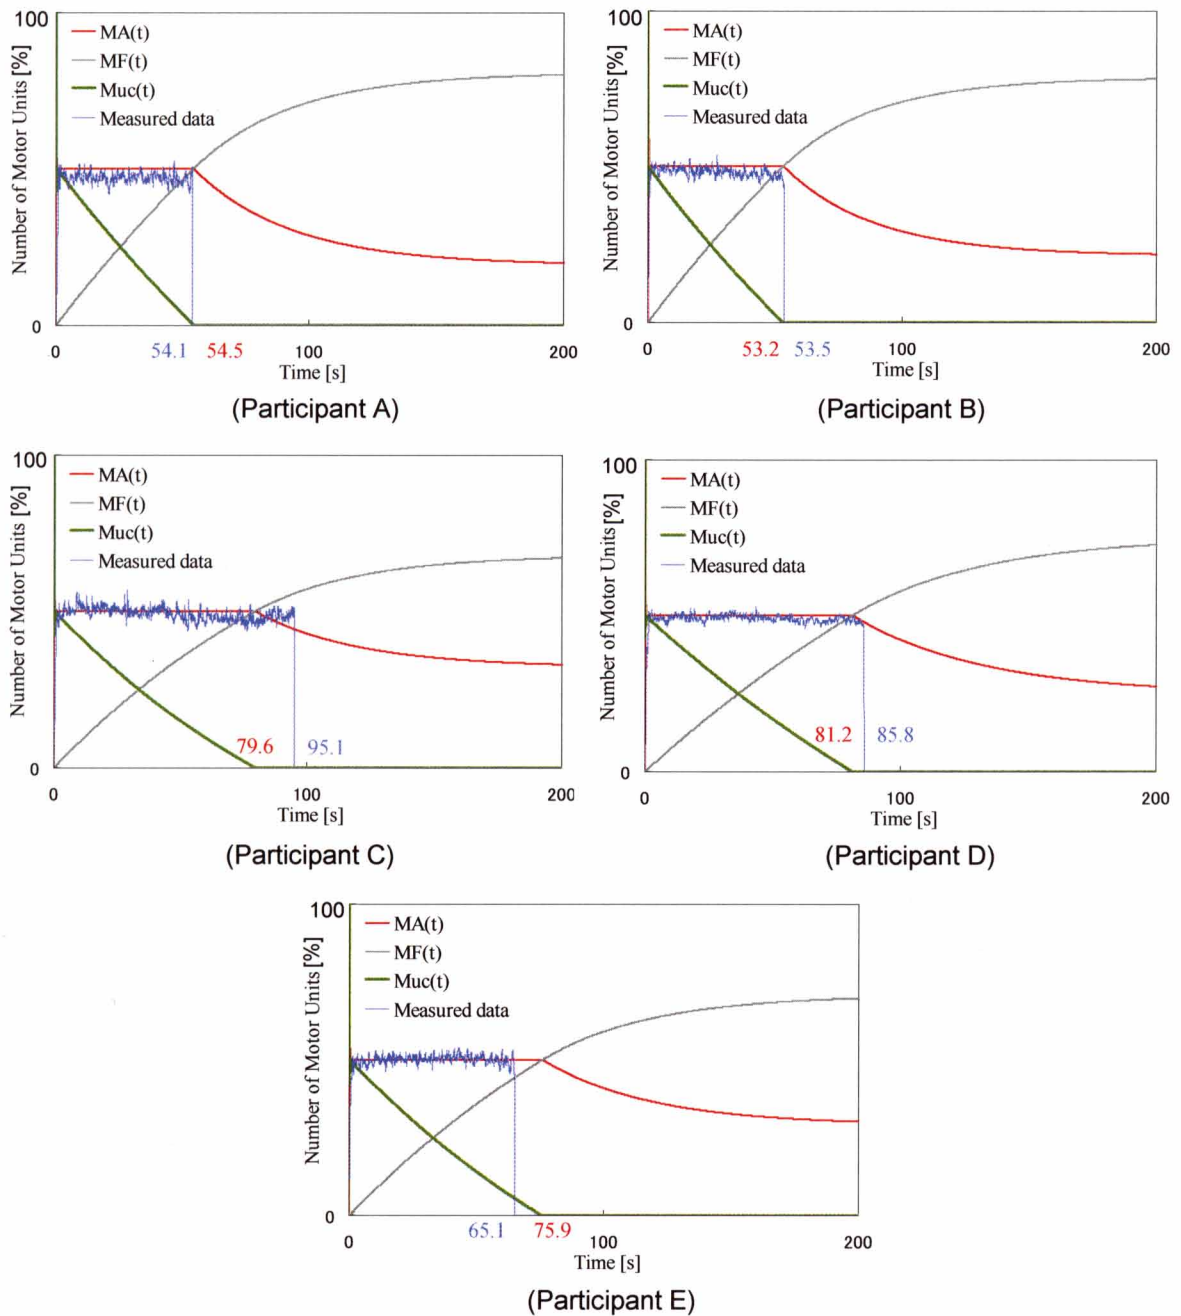 100
MA(t)
MF(t)
Muc(t)
Measured data
Number of Motor Units [%]
0
0
54.1
54.5
100
200
Time [s]
(Participant A)
100
MA(t)
MF(t)
Muc(t)
Measured data
Number of Motor Units[%]
0
0
53.2
53.5
100
200
Time [s]
(Participant B)
100
MA(t)
MF(t)
Muc(t)
Measured data
Number of Motor Units [%]
79.6
95.1
0
0
100
200
Time [s]
(Participant C)
100
MA(t)
MF(t)
Muc(t)
Measured data
Number of Motor Units[%]
81.2
85.8
0
0
100
200
Time [s]
(Participant D)
100
MA(t)
MF(t)
Muc(t)
Measured data
Number of Motor Units [%]
0
65.1
75.9
0
100
200
Time [s]
(Participant E)